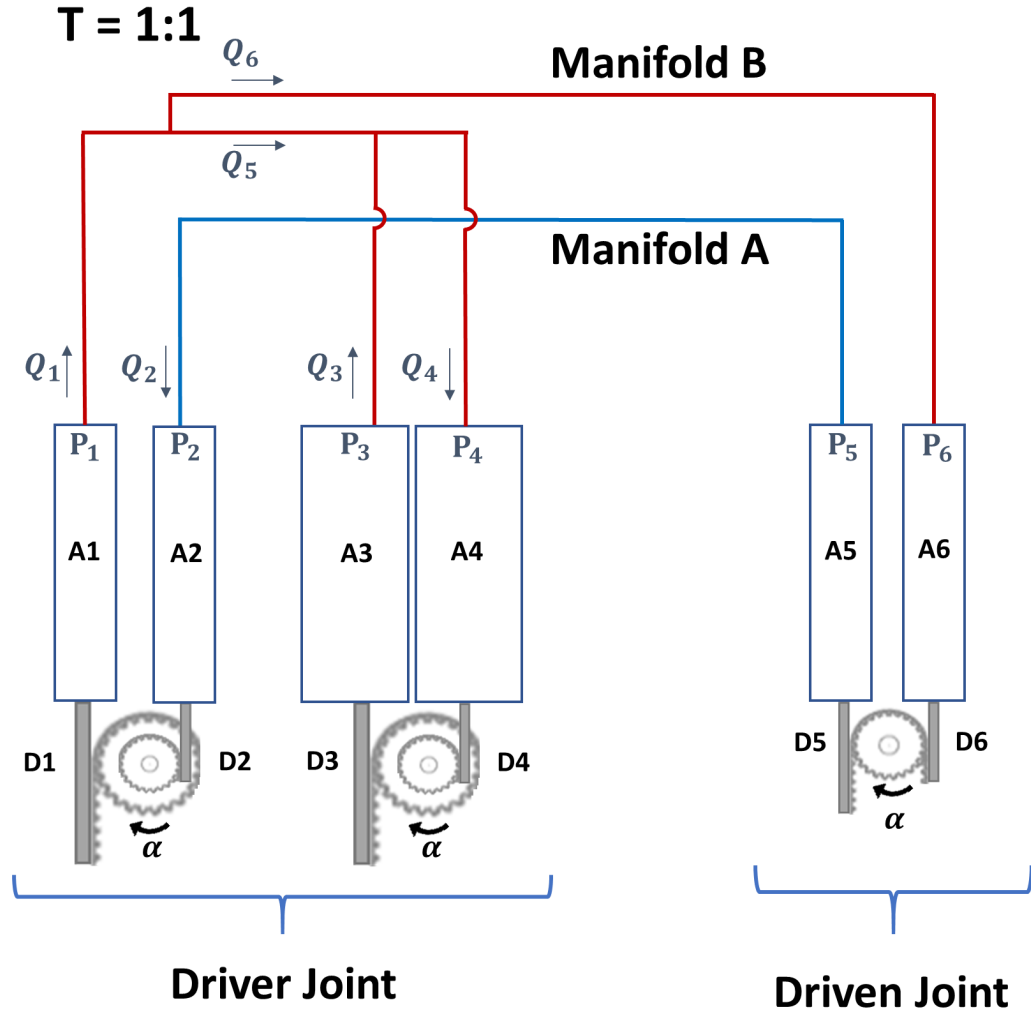 T = 1:1
Q₆
Manifold B
Q₅
Manifold A
Q₁
Q₂
Q₃
Q₄
P₁
P₂
P₃
P₄
P₅
P₆
A1
A2
A3
A4
A5
A6
D1
D2
D3
D4
D5
D6
α
α
α
Driver Joint
Driven Joint